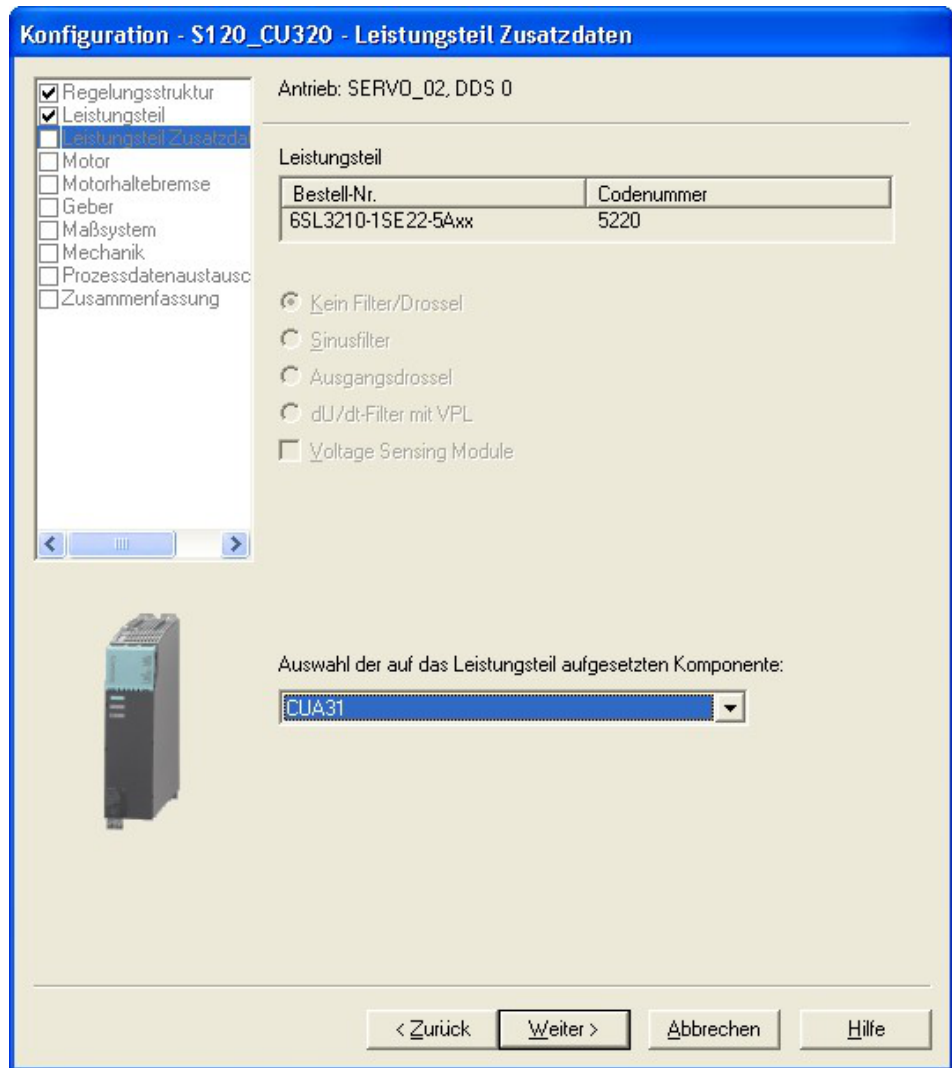 Konfiguration - S120_CU320 - Leistungsteil Zusatzdaten
Regelungsstruktur
Leistungsteil
Leistungsteil Zusatzdat
Motor
Motorhaltebremse
Geber
Maßsystem
Mechanik
Prozessdatenaustausc
Zusammenfassung
Antrieb: SERVO_02, DDS 0
Leistungsteil
Bestell-Nr. Codenummer
6SL3210-1SE22-5Axx 5220
Kein Filter/Drossel
Sinusfilter
Ausgangsdrossel
dU/dt-Filter mit VPL
Voltage Sensing Module
Auswahl der auf das Leistungsteil aufgesetzten Komponente:
CUA31
< Zurück Weiter > Abbrechen Hilfe